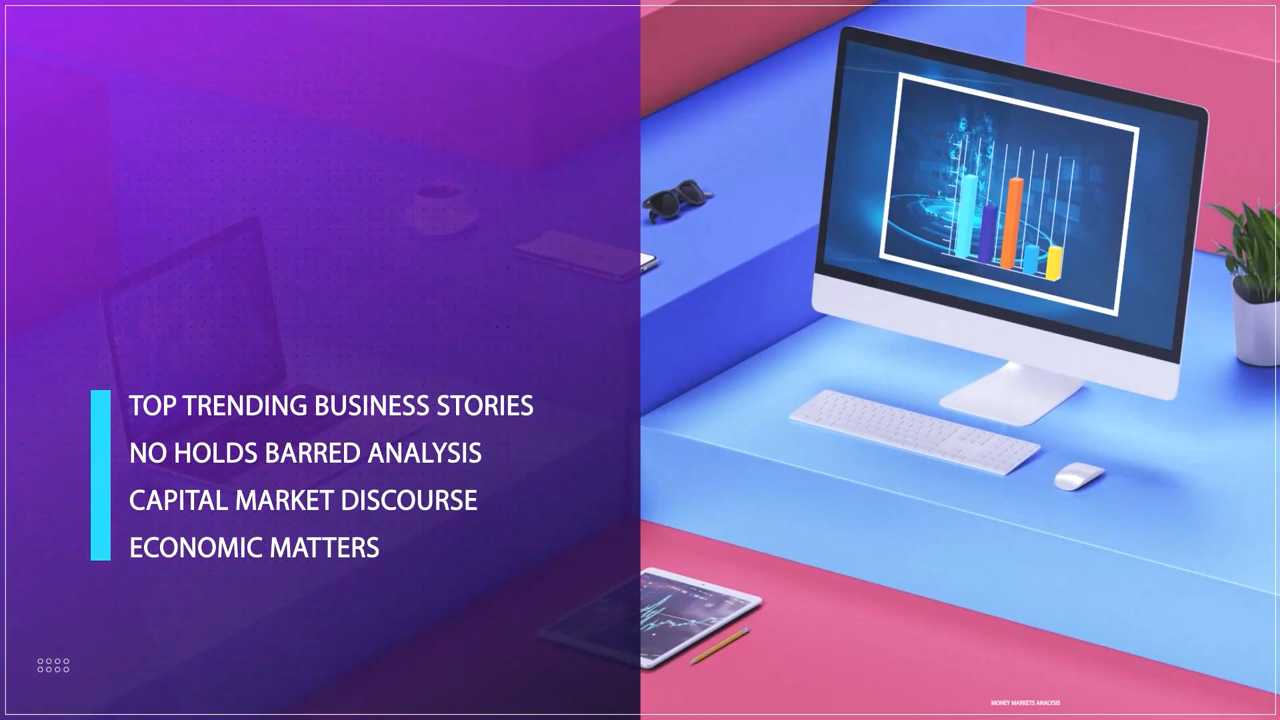 TOP TRENDING BUSINESS STORIES
NO HOLDS BARRED ANALYSIS
CAPITAL MARKET DISCOURSE
ECONOMIC MATTERS
MONEY MARKETS ANALYSIS